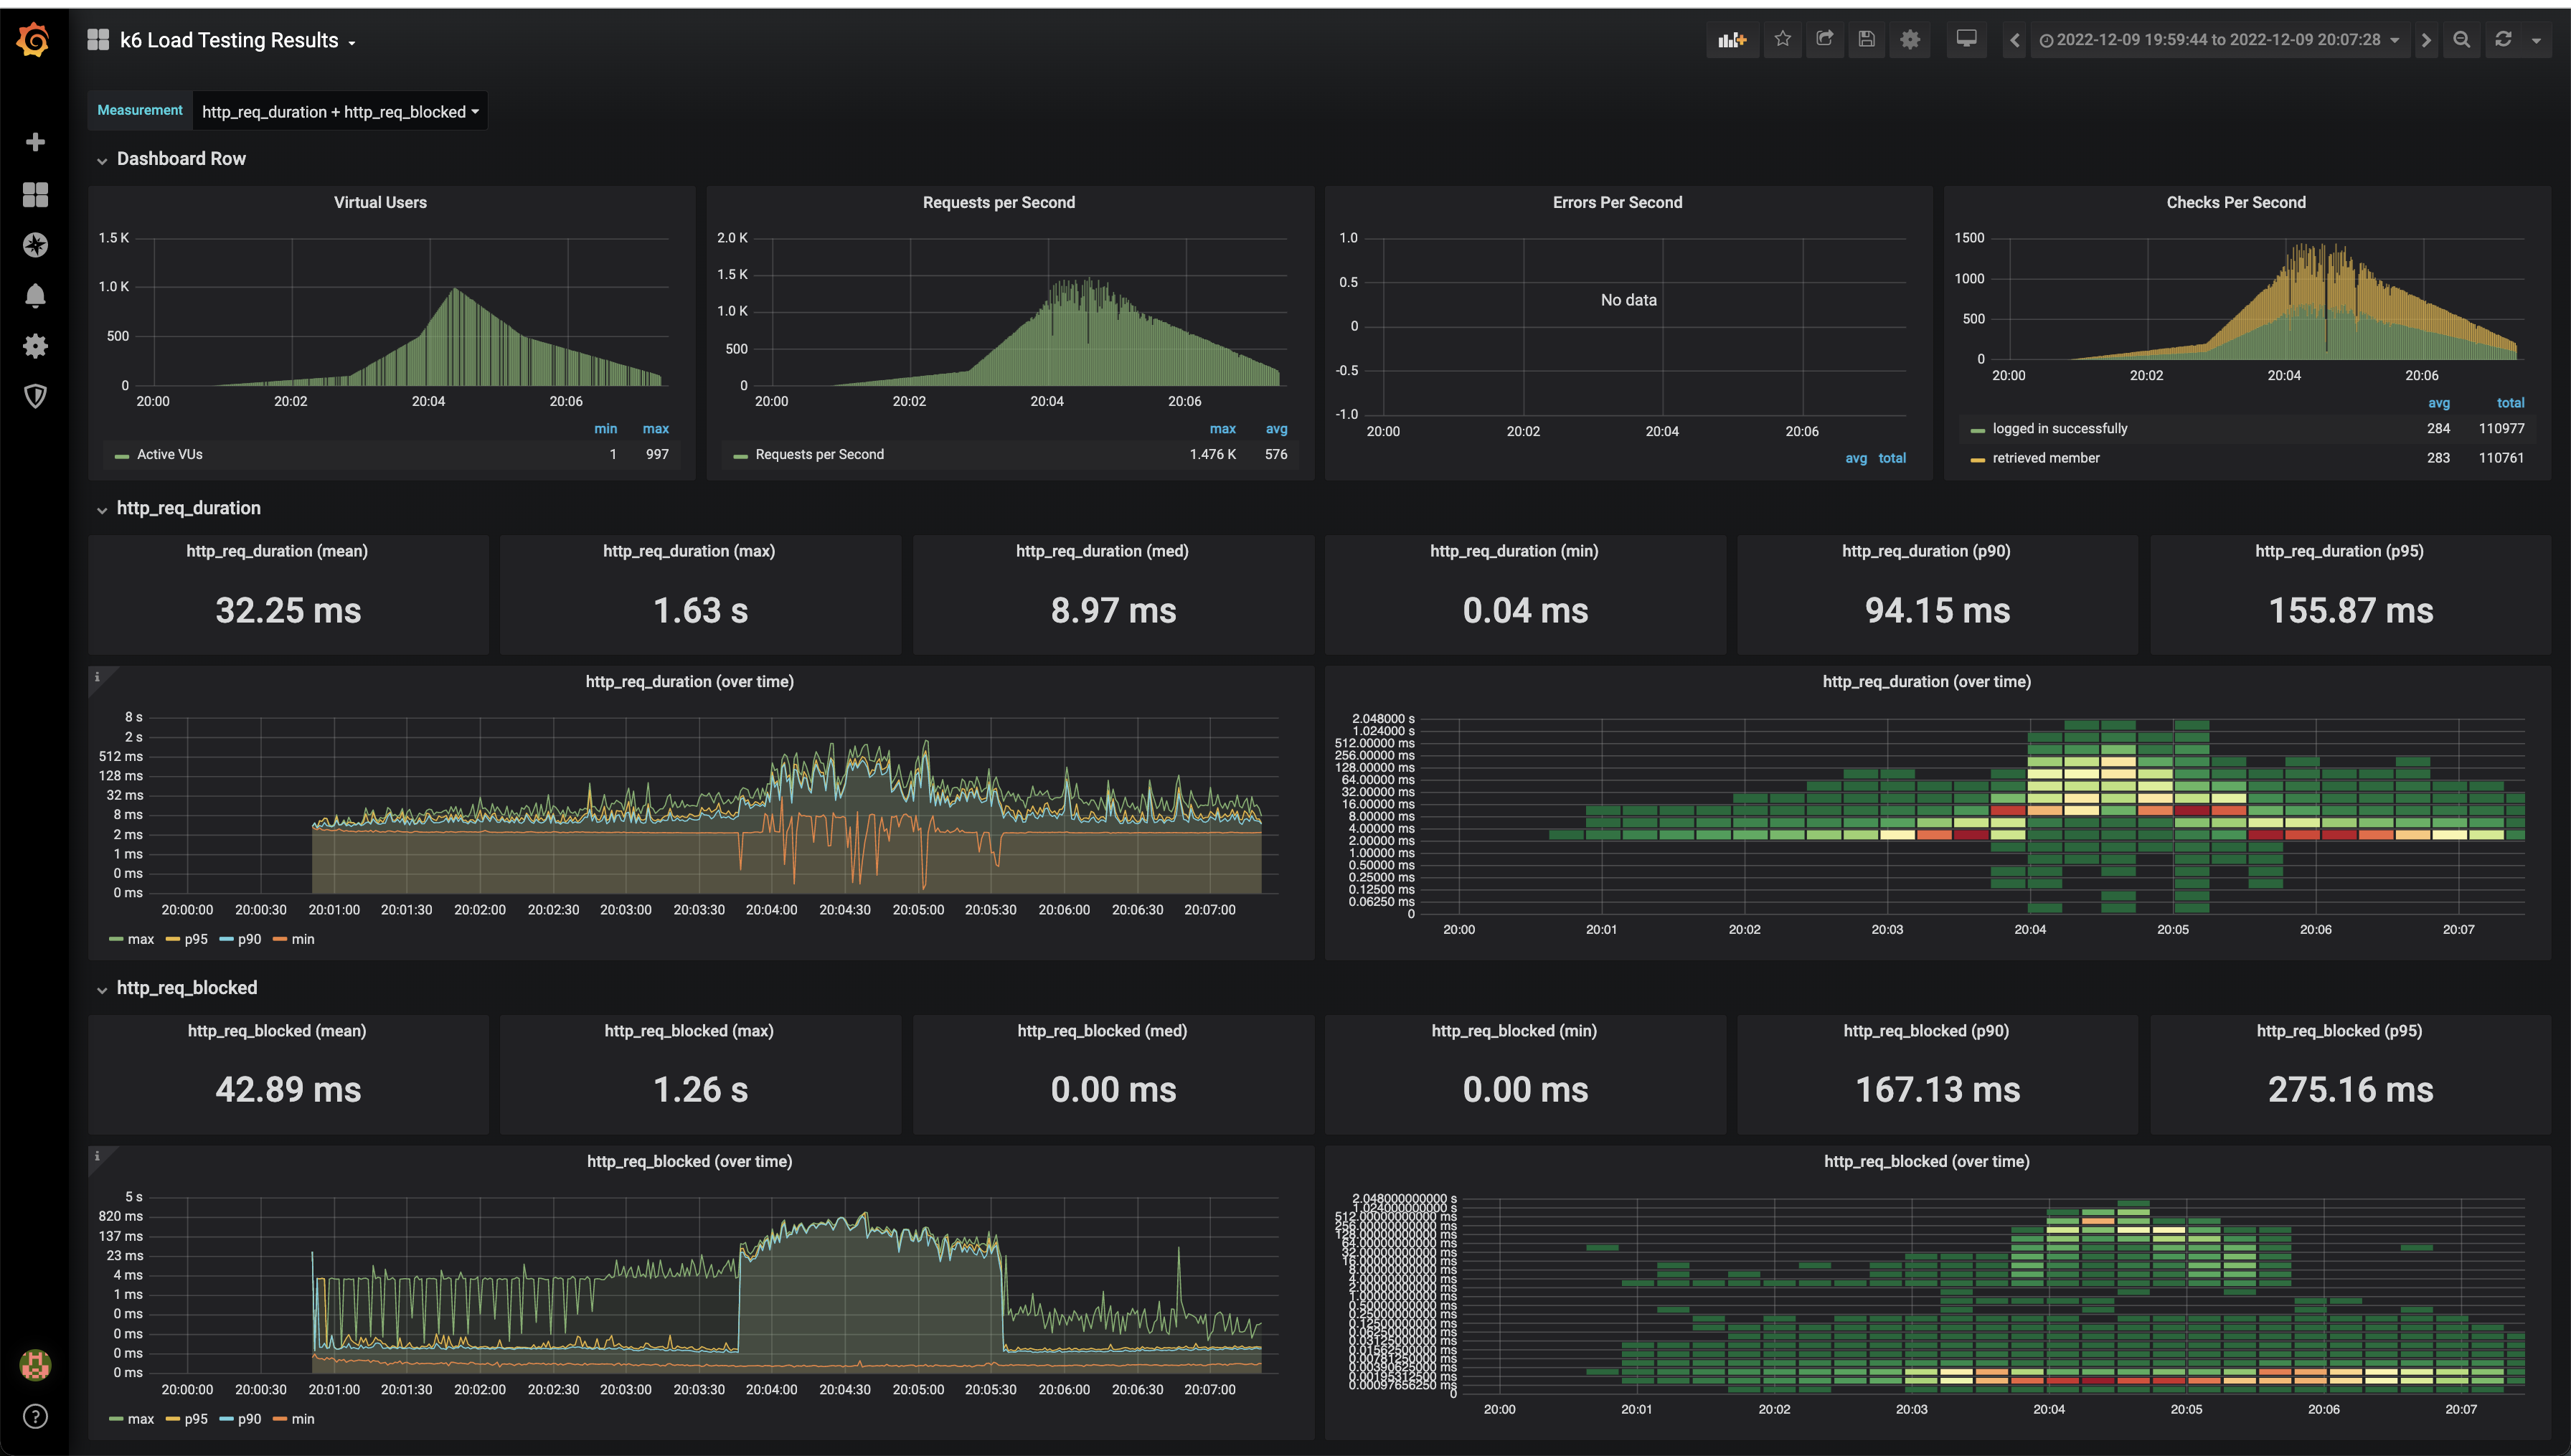 k6 Load Testing Results
2022-12-09 19:59:44 to 2022-12-09 20:07:28
Measurement
http_req_duration + http_req_blocked
Dashboard Row
Virtual Users
1.5 K
1.0 K
500
0
20:00 20:02 20:04 20:06
min max
Active VUs 1 997
Requests per Second
2.0 K
1.5 K
1.0 K
500
0
20:00 20:02 20:04 20:06
max avg
Requests per Second 1.476 K 576
Errors Per Second
1.0
0.5
0
-0.5
-1.0
No data
20:00 20:02 20:04 20:06
avg total
Checks Per Second
1500
1000
500
0
20:00 20:02 20:04 20:06
avg total
logged in successfully 284 110977
retrieved member 283 110761
http_req_duration
http_req_duration (mean)
32.25 ms
http_req_duration (max)
1.63 s
http_req_duration (med)
8.97 ms
http_req_duration (min)
0.04 ms
http_req_duration (p90)
94.15 ms
http_req_duration (p95)
155.87 ms
i
http_req_duration (over time)
8 s
2 s
512 ms
128 ms
32 ms
8 ms
2 ms
1 ms
0 ms
0 ms
20:00:00 20:00:30 20:01:00 20:01:30 20:02:00 20:02:30 20:03:00 20:03:30 20:04:00 20:04:30 20:05:00 20:05:30 20:06:00 20:06:30 20:07:00
max p95 p90 min
http_req_duration (over time)
2.048000 s
1.024000 s
512.00000 ms
256.00000 ms
128.00000 ms
64.00000 ms
32.00000 ms
16.00000 ms
8.00000 ms
4.00000 ms
2.00000 ms
1.00000 ms
0.50000 ms
0.25000 ms
0.12500 ms
0.06250 ms
0
20:00 20:01 20:02 20:03 20:04 20:05 20:06 20:07
http_req_blocked
http_req_blocked (mean)
42.89 ms
http_req_blocked (max)
1.26 s
http_req_blocked (med)
0.00 ms
http_req_blocked (min)
0.00 ms
http_req_blocked (p90)
167.13 ms
http_req_blocked (p95)
275.16 ms
i
http_req_blocked (over time)
5 s
820 ms
137 ms
23 ms
4 ms
1 ms
0 ms
0 ms
0 ms
0 ms
20:00:00 20:00:30 20:01:00 20:01:30 20:02:00 20:02:30 20:03:00 20:03:30 20:04:00 20:04:30 20:05:00 20:05:30 20:06:00 20:06:30 20:07:00
max p95 p90 min
http_req_blocked (over time)
2.048000000000 s
0.00097656250 ms
0
20:00 20:01 20:02 20:03 20:04 20:05 20:06 20:07
?